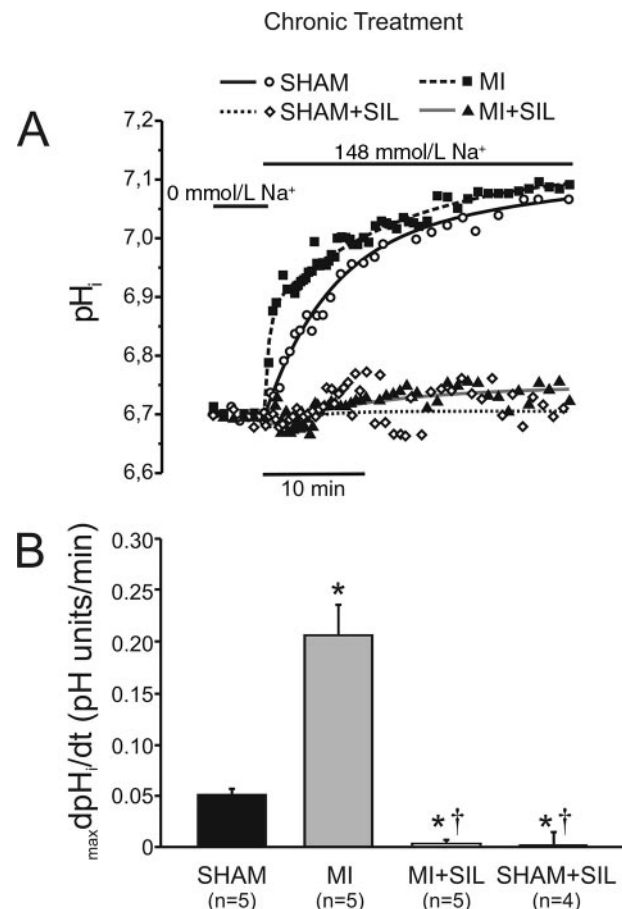 Chronic Treatment
SHAM MI
SHAM+SIL MI+SIL
A
7,2
148 mmol/L Na⁺
7,1
0 mmol/L Na⁺
7,0
pHᵢ
6,9
6,8
6,7
6,6
10 min
B
0.30
*
0.25
0.20
ₘₐₓdpHᵢ/dt (pH units/min)
0.15
0.10
0.05
*† *†
0
SHAM MI MI+SIL SHAM+SIL
(n=5) (n=5) (n=5) (n=4)